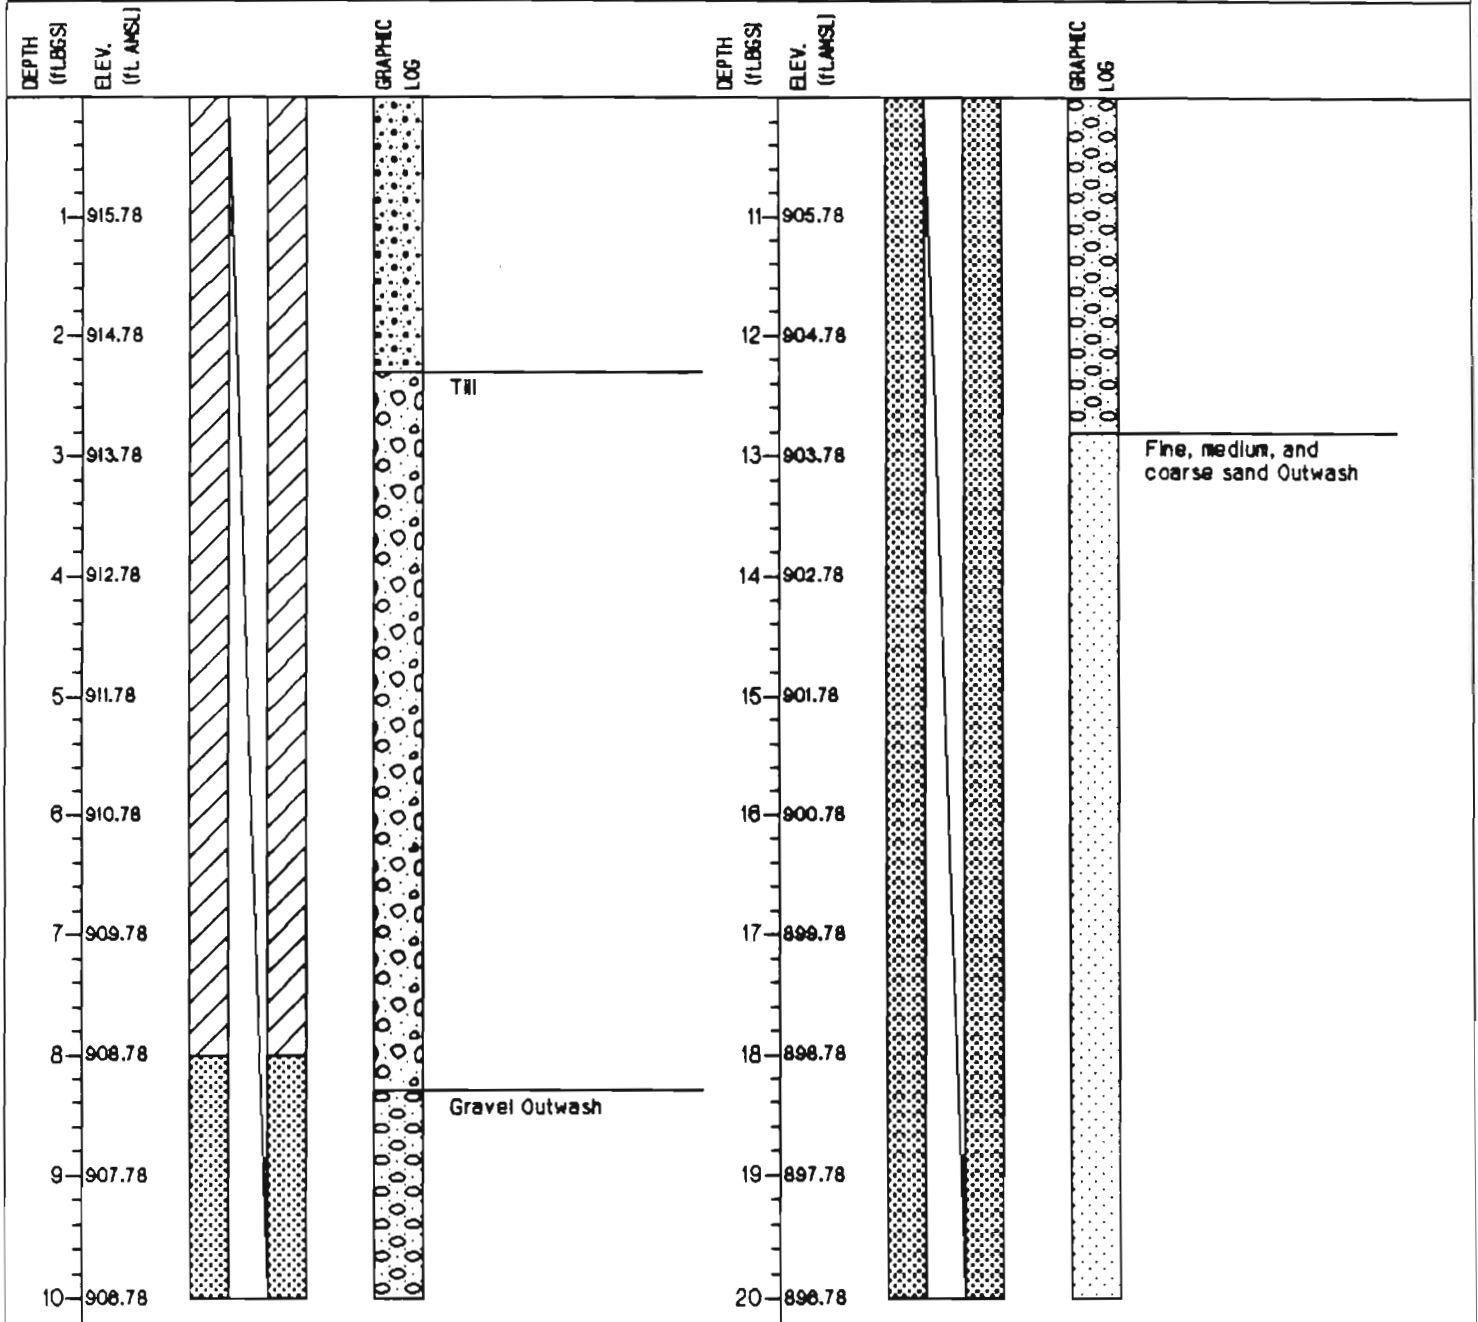 DEPTH
(ft.BGS)
ELEV.
(ft. AMSL)
GRAPHIC
LOG
1 915.78
2 914.78
Till
3 913.78
4 912.78
5 911.78
6 910.78
7 909.78
8 908.78
Gravel Outwash
9 907.78
10 906.78
DEPTH
(ft.BGS)
ELEV.
(ft.AMSL)
GRAPHIC
LOG
11 905.78
12 904.78
Fine, medium, and
13 903.78
coarse sand Outwash
14 902.78
15 901.78
16 900.78
17 899.78
18 898.78
19 897.78
20 896.78